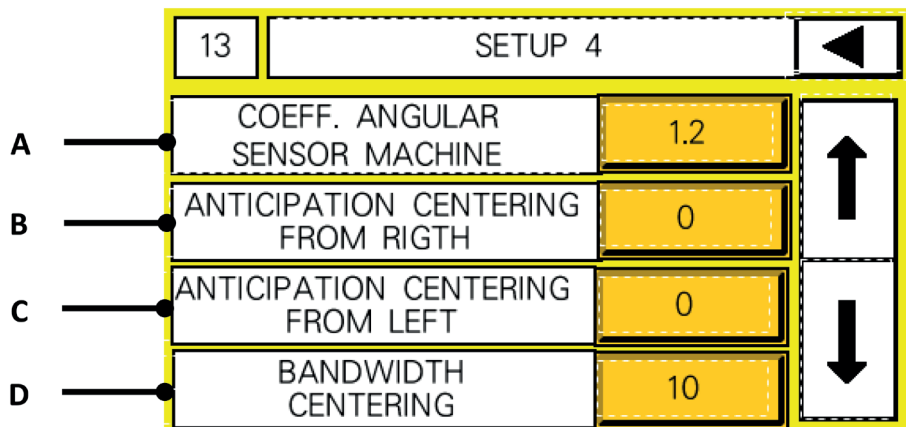 13
SETUP 4
A
COEFF. ANGULAR
SENSOR MACHINE
1.2
B
ANTICIPATION CENTERING
FROM RIGTH
0
C
ANTICIPATION CENTERING
FROM LEFT
0
D
BANDWIDTH
CENTERING
10